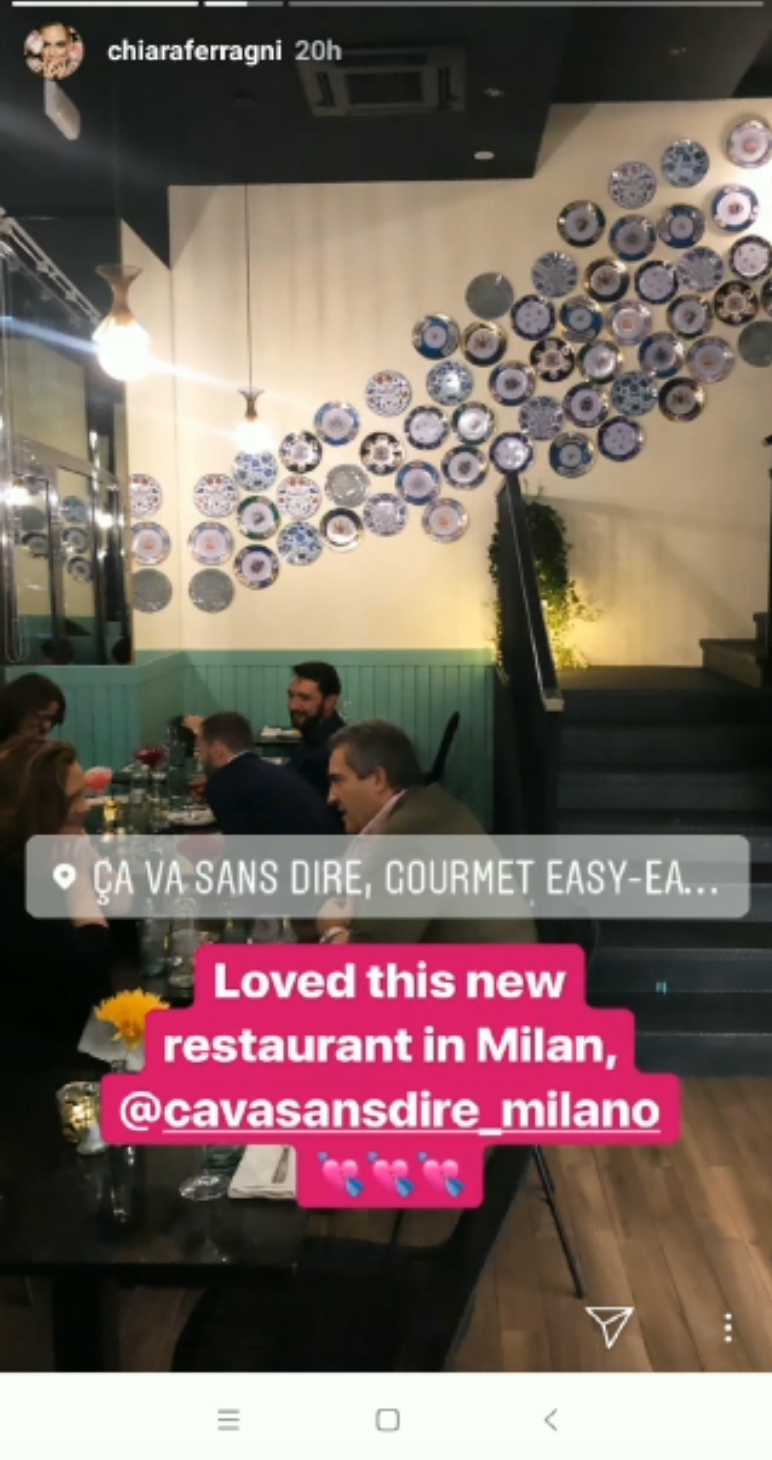 chiaraferragni 20h
ÇA VA SANS DIRE, GOURMET EASY-EA...
Loved this new
restaurant in Milan,
@cavasansdire_milano
💘💘💘